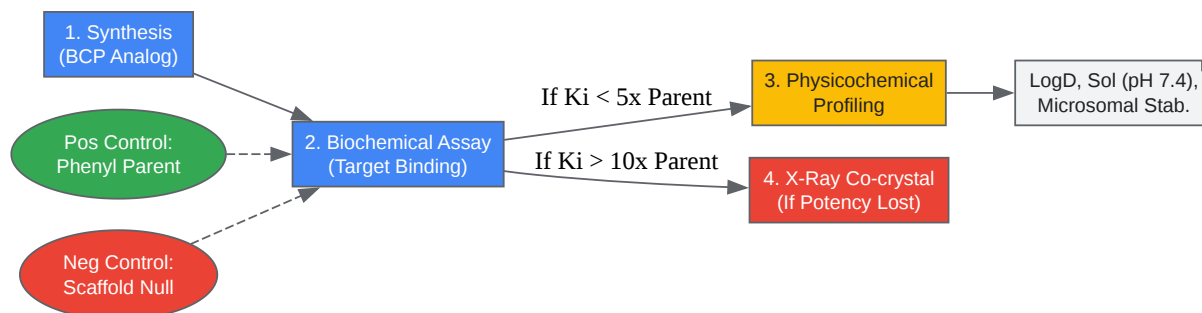 1. Synthesis
(BCP Analog)
Pos Control:
Phenyl Parent
Neg Control:
Scaffold Null
2. Biochemical Assay
(Target Binding)
If Ki < 5x Parent
If Ki > 10x Parent
3. Physicochemical
Profiling
4. X-Ray Co-crystal
(If Potency Lost)
LogD, Sol (pH 7.4),
Microsomal Stab.